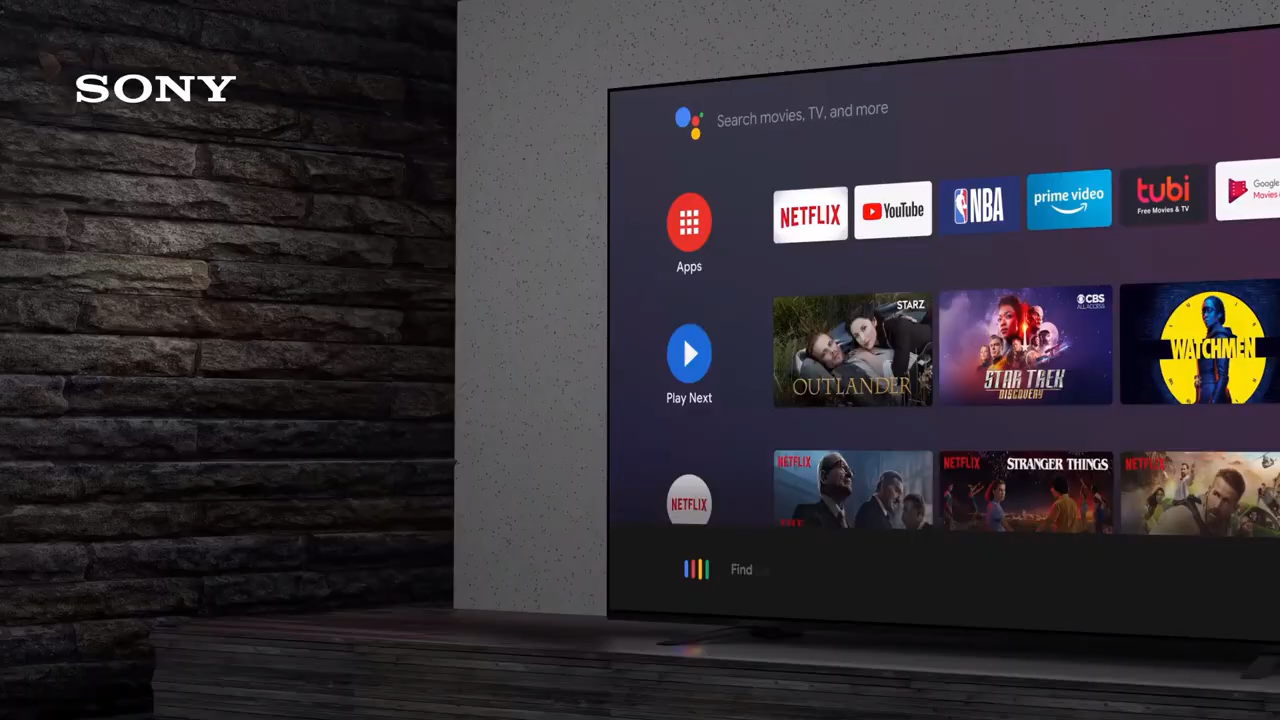 SONY
Search movies, TV, and more
Apps
NETFLIX
YouTube
NBA
prime video
tubi
Free Movies & TV
Google
Movies
STARZ
OUTLANDER
CBS
ALL ACCESS
STAR TREK
DISCOVERY
WATCHMEN
Play Next
NETFLIX
NETFLIX
NETFLIX
STRANGER THINGS
NETFLIX
Find